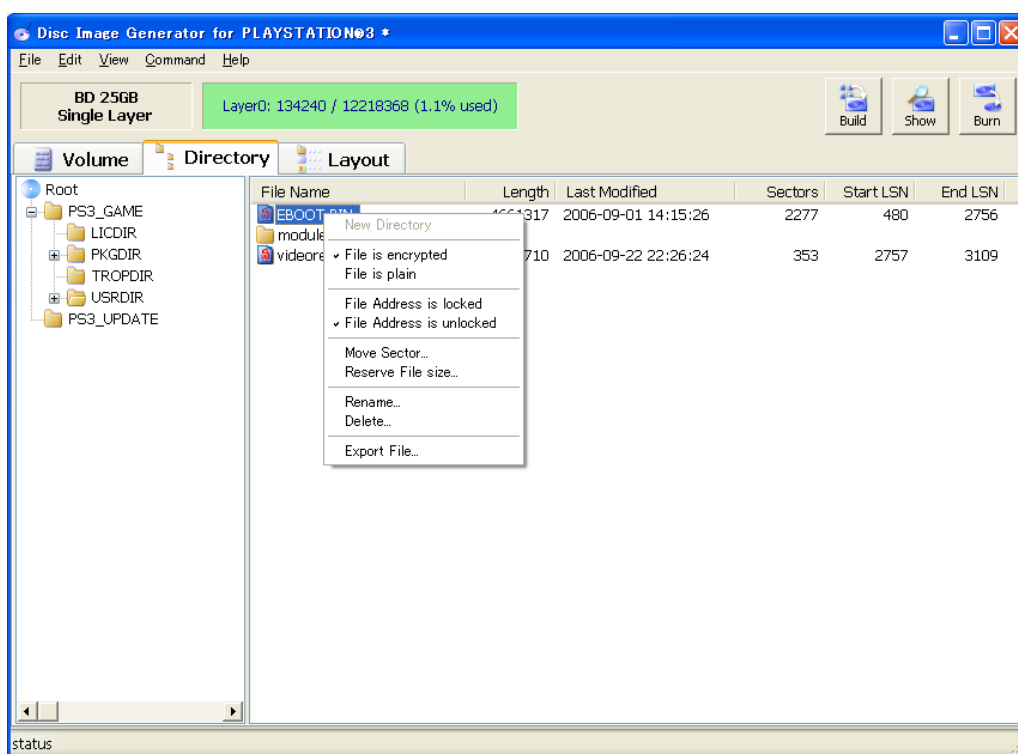 Disc Image Generator for PLAYSTATION®3 *
File Edit View Command Help
BD 25GB
Single Layer
Layer0: 134240 / 12218368 (1.1% used)
Build Show Burn
Volume Directory Layout
Root
PS3_GAME
LICDIR
PKGDIR
TROPDIR
USRDIR
PS3_UPDATE
File Name Length Last Modified Sectors Start LSN End LSN
EBOOT.BIN 4661317 2006-09-01 14:15:26 2277 480 2756
module
videore 710 2006-09-22 22:26:24 353 2757 3109
New Directory
File is encrypted
File is plain
File Address is locked
File Address is unlocked
Move Sector...
Reserve File size...
Rename...
Delete...
Export File...
status